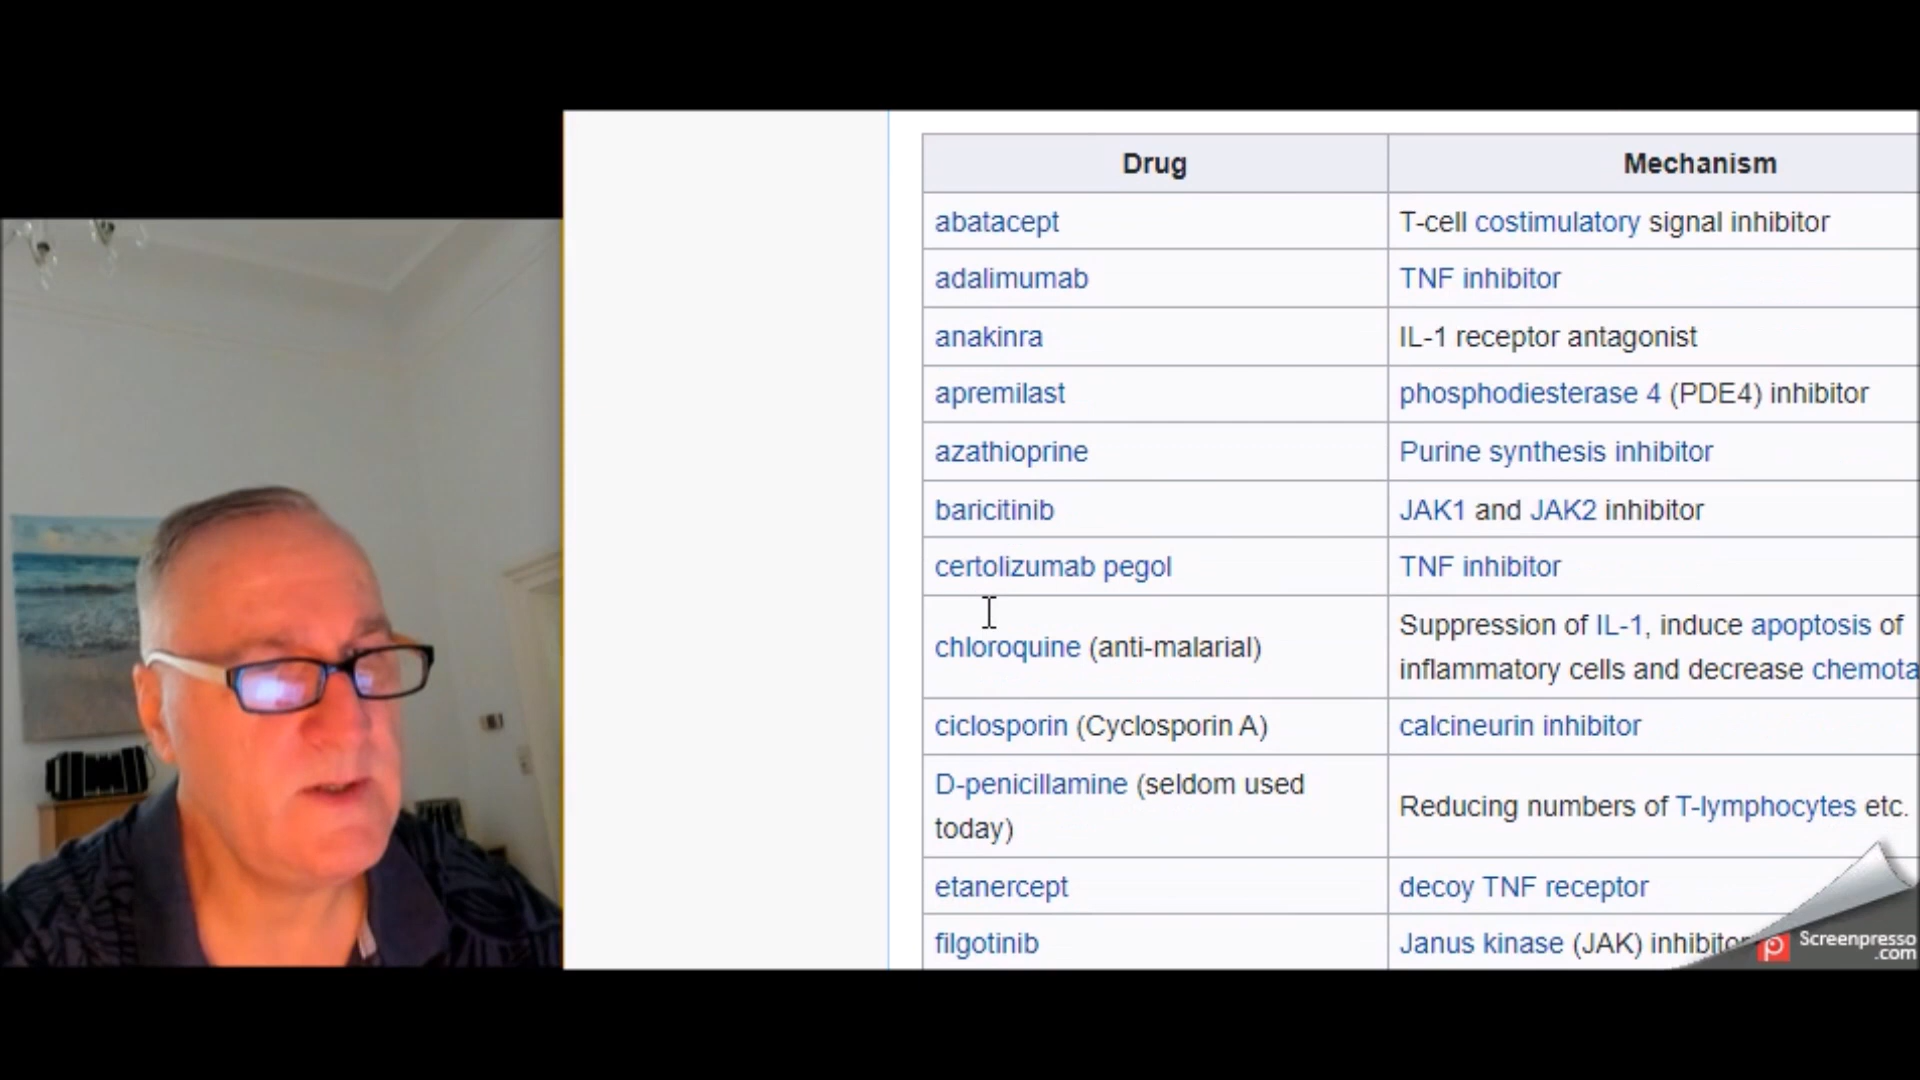 Drug Mechanism
abatacept T-cell costimulatory signal inhibitor
adalimumab TNF inhibitor
anakinra IL-1 receptor antagonist
apremilast phosphodiesterase 4 (PDE4) inhibitor
azathioprine Purine synthesis inhibitor
baricitinib JAK1 and JAK2 inhibitor
certolizumab pegol TNF inhibitor
chloroquine (anti-malarial) Suppression of IL-1, induce apoptosis of
inflammatory cells and decrease chemota
ciclosporin (Cyclosporin A) calcineurin inhibitor
D-penicillamine (seldom used
today) Reducing numbers of T-lymphocytes etc.
etanercept decoy TNF receptor
filgotinib Janus kinase (JAK) inhibitor
Screenpresso
.com